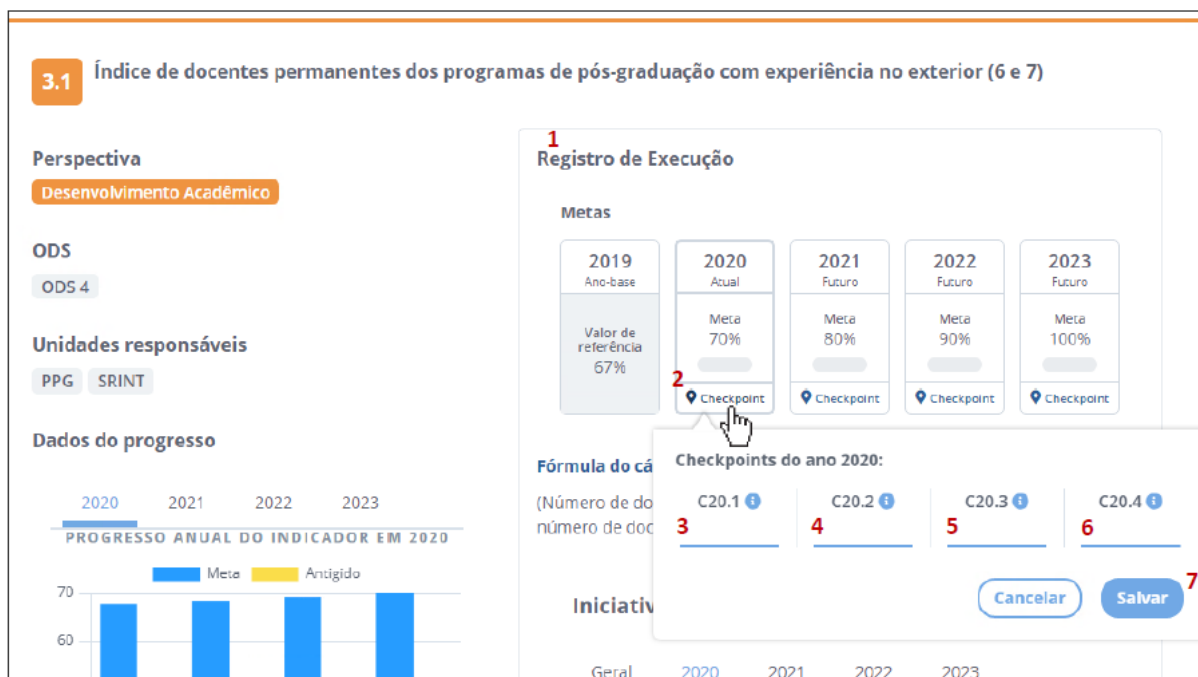 3.1
Índice de docentes permanentes dos programas de pós-graduação com experiência no exterior (6 e 7)
Perspectiva
Desenvolvimento Acadêmico
ODS
ODS 4
Unidades responsáveis
PPG SRINT
Dados do progresso
2020 2021 2022 2023
PROGRESSO ANUAL DO INDICADOR EM 2020
Meta Antigido
70
60
1
Registro de Execução
Metas
2019 2020 2021 2022 2023
Ano-base Atual Futuro Futuro Futuro
Valor de referência 67%
Meta 70%
Meta 80%
Meta 90%
Meta 100%
2
Checkpoint Checkpoint Checkpoint Checkpoint
Fórmula do cá
(Número de do
número de doc
Checkpoints do ano 2020:
C20.1 C20.2 C20.3 C20.4
3 4 5 6
Cancelar Salvar 7
Iniciativ
Geral 2020 2021 2022 2023